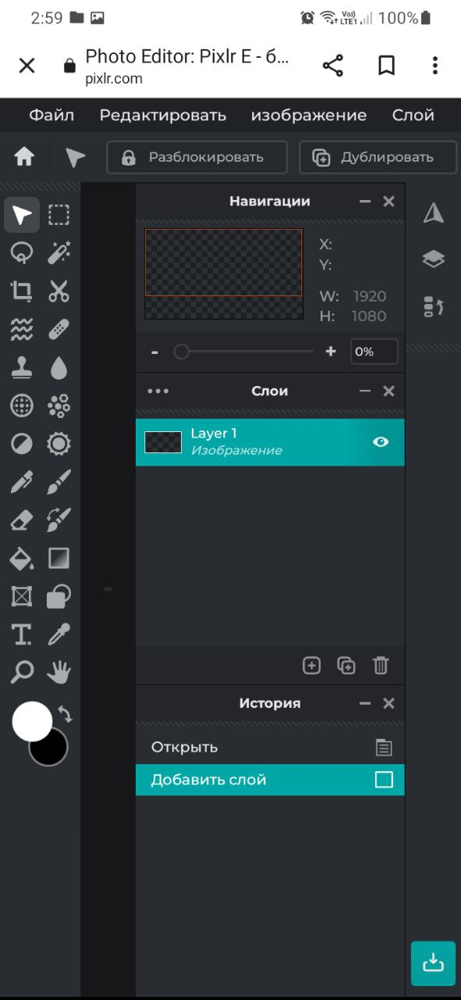 2:59 Vo)) LTE1 100%
Photo Editor: Pixlr E - б...
pixlr.com
Файл Редактировать изображение Слой
Разблокировать Дублировать
Навигации
X:
Y:
W: 1920
H: 1080
- + 0%
Слои
Layer 1
Изображение
T.
История
Открыть
Добавить слой